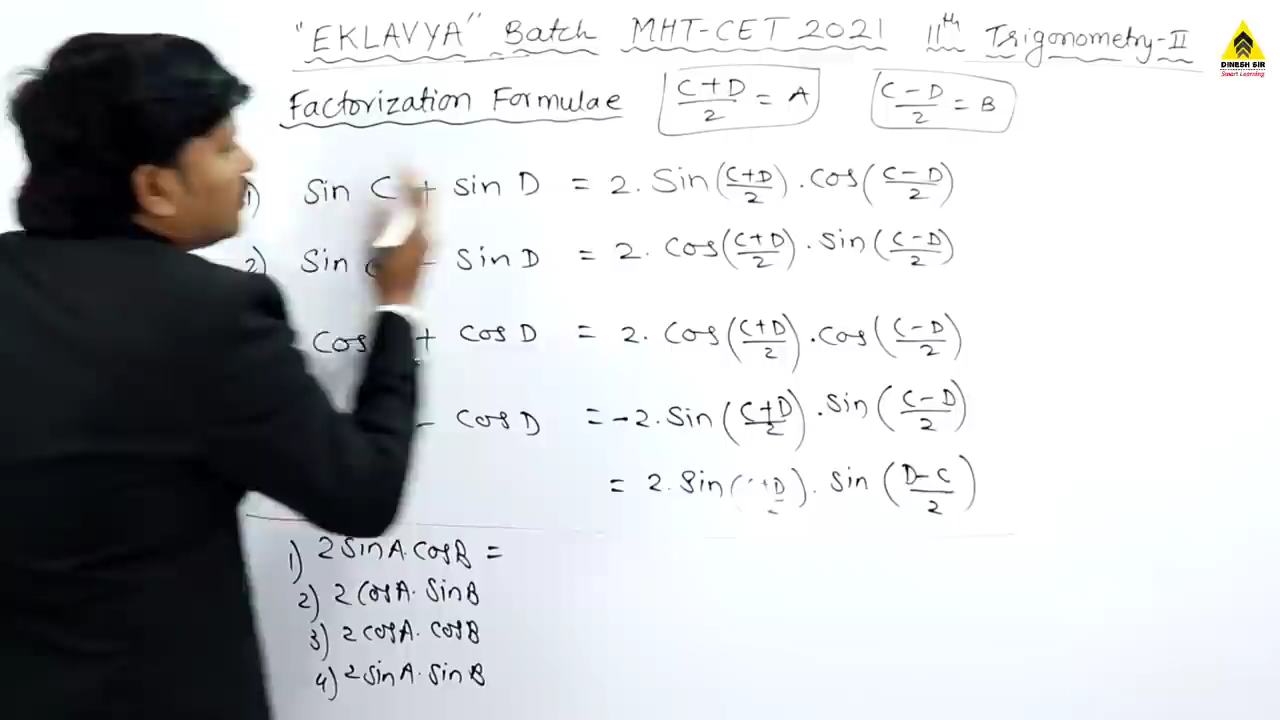 "EKLAVYA" Batch MHT-CET 2021 11th Trigonometry-II
DINESH SIR
Smart Learning
Factorization Formulae C+D/2 = A C-D/2 = B
1) Sin C + Sin D = 2. Sin(C+D/2) . cos(C-D/2)
2) Sin - Sin D = 2. Cos(C+D/2) . Sin(C-D/2)
Cos + Cos D = 2. Cos(C+D/2) . Cos(C-D/2)
- Cos D = -2. Sin(C+D/2) . Sin(C-D/2)
= 2. Sin( +D/2) . Sin(D-C/2)
1) 2 Sin A. Cos B =
2) 2 Cos A. Sin B
3) 2 Cos A. Cos B
4) 2 Sin A. Sin B